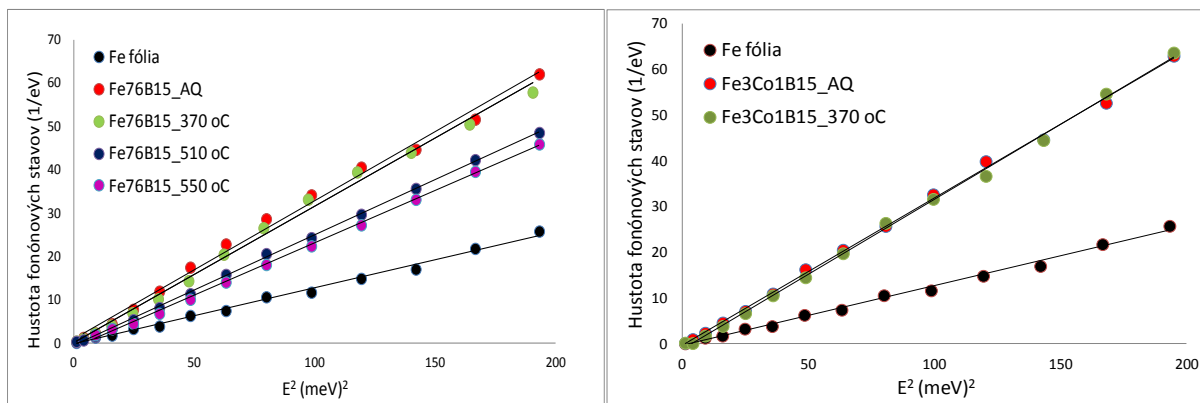 70
60
50
40
30
20
10
0
0
50
100
150
200
Hustota fonónových stavov (1/eV)
E² (meV)²
Fe fólia
Fe76B15_AQ
Fe76B15_370 oC
Fe76B15_510 oC
Fe76B15_550 oC
70
60
50
40
30
20
10
0
0
50
100
150
200
Hustota fonónových stavov (1/eV)
E² (meV)²
Fe fólia
Fe3Co1B15_AQ
Fe3Co1B15_370 oC